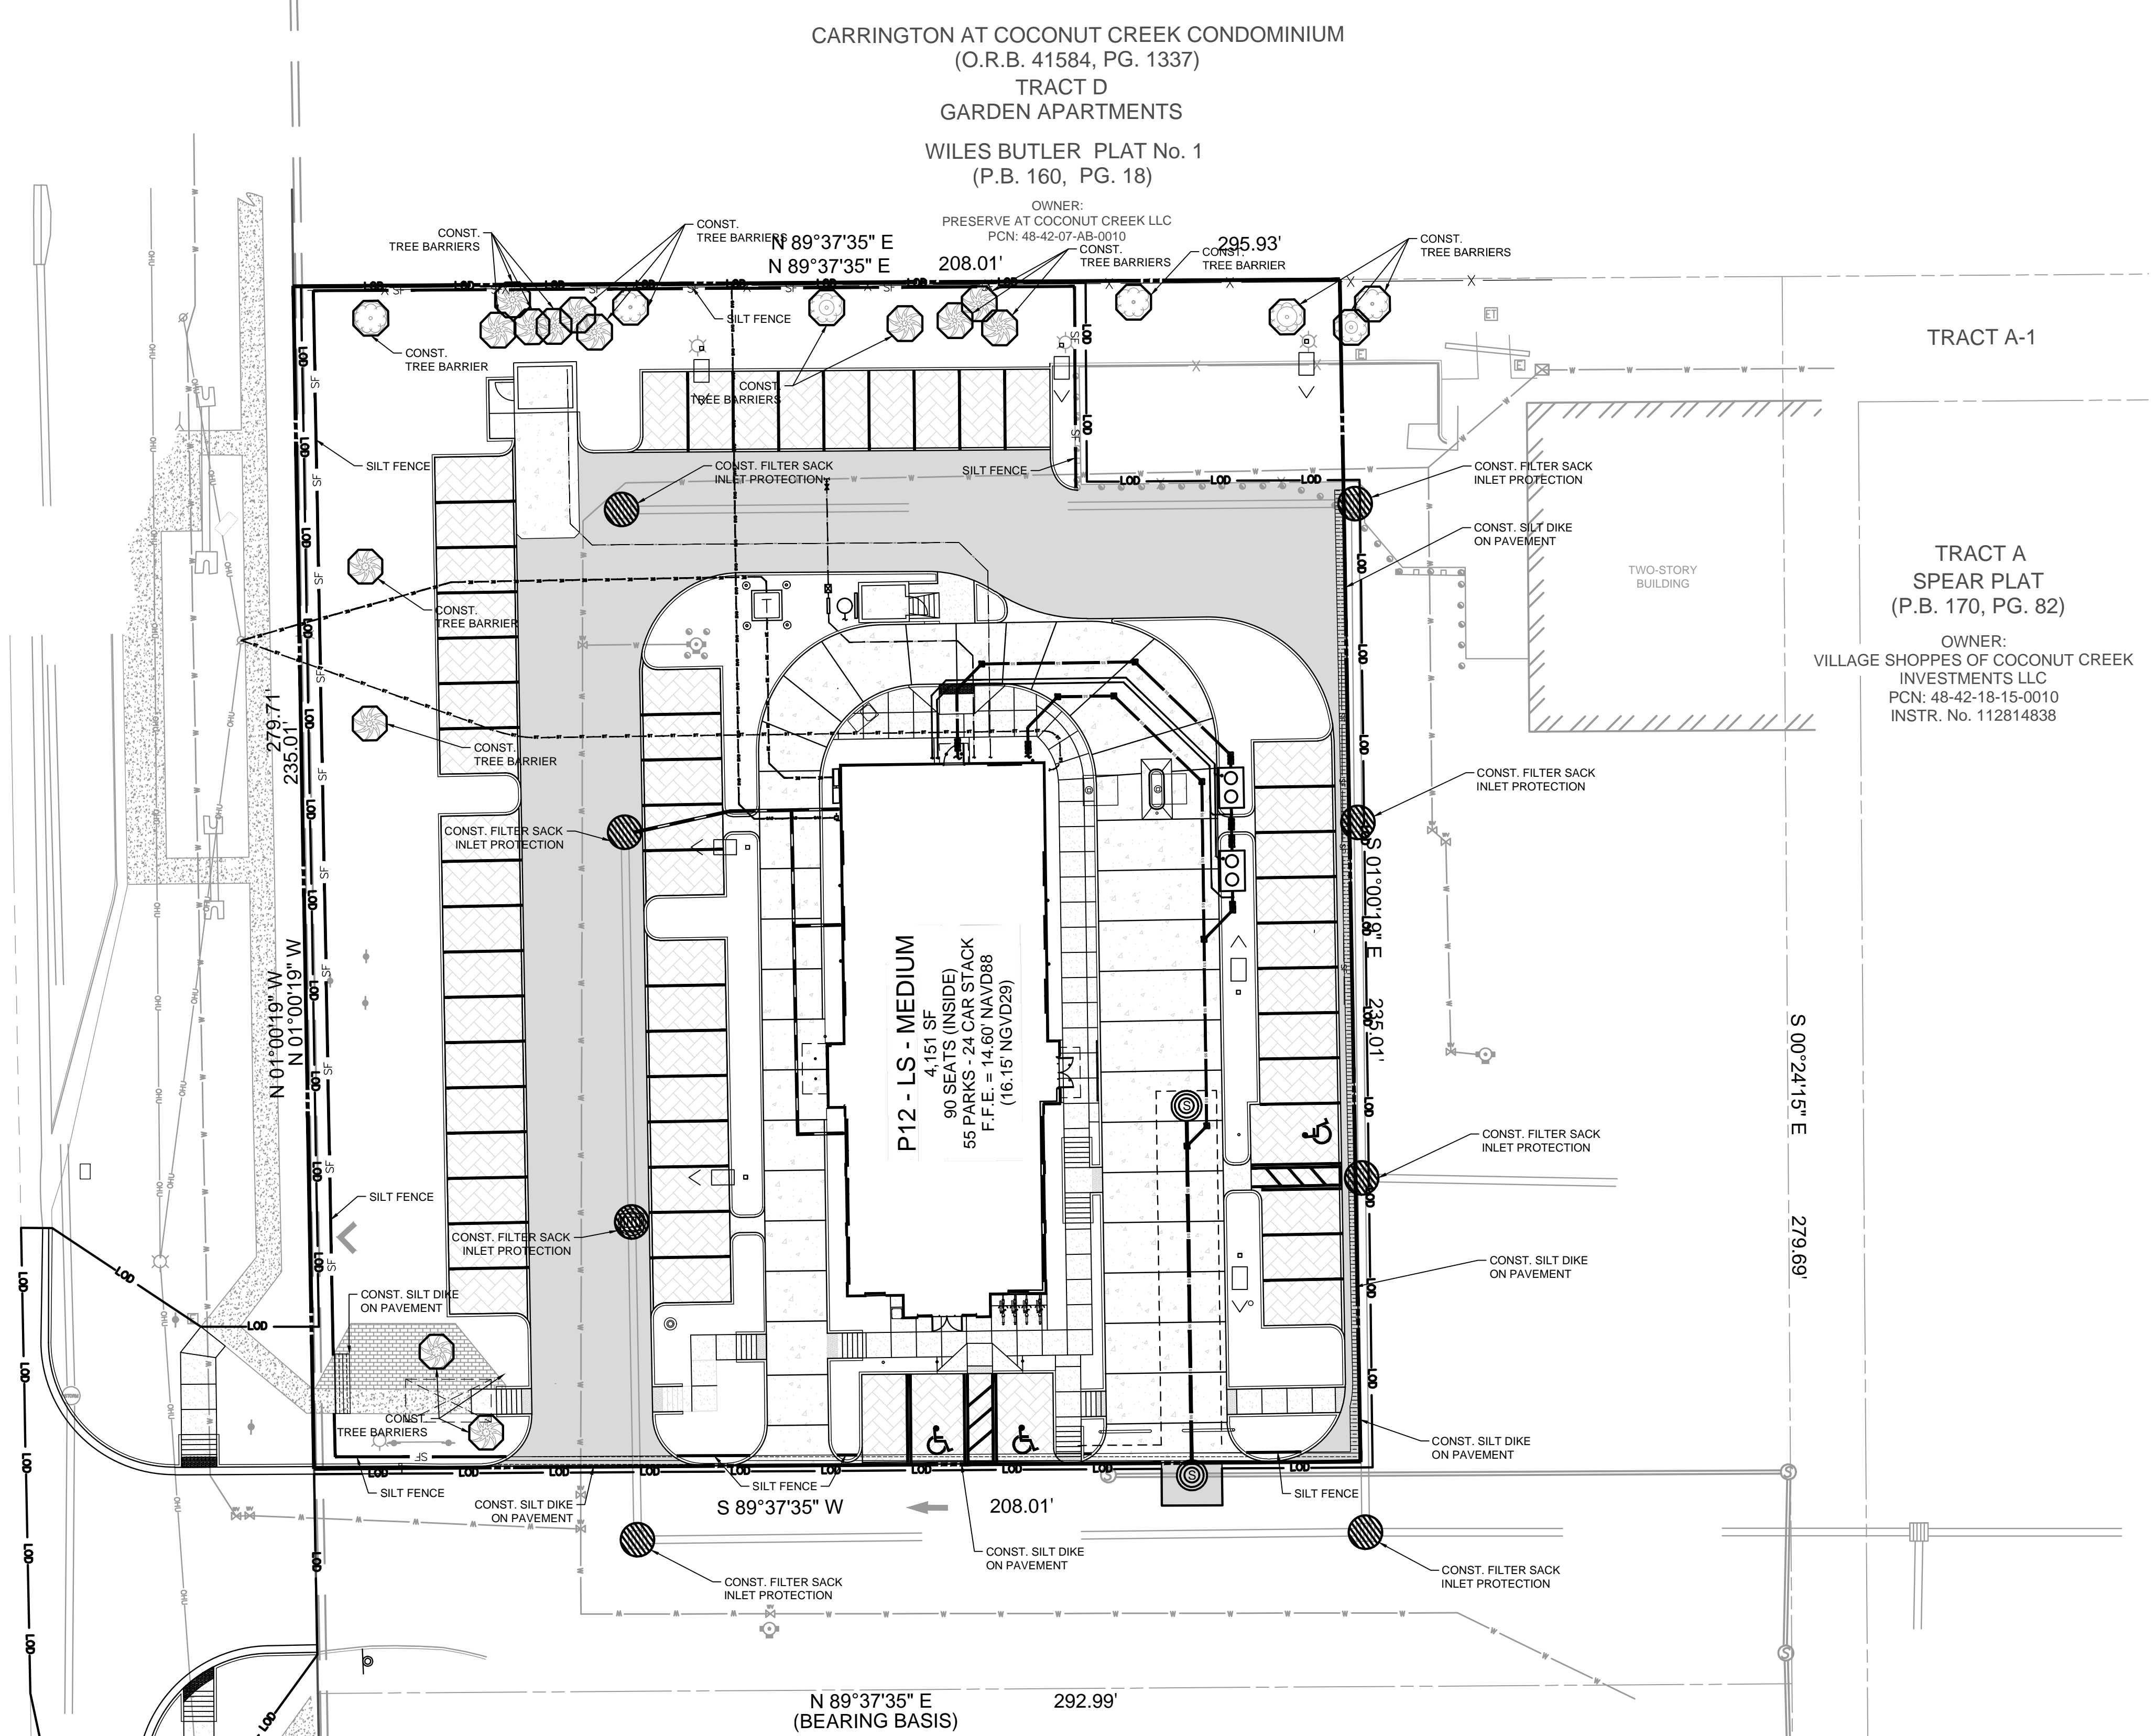 CARRINGTON AT COCONUT CREEK CONDOMINIUM
(O.R.B. 41584, PG. 1337)
TRACT D
GARDEN APARTMENTS
WILES BUTLER PLAT No. 1
(P.B. 160, PG. 18)
OWNER:
PRESERVE AT COCONUT CREEK LLC
PCN: 48-42-07-AB-0010
CONST.
TREE BARRIERS
CONST.
TREE BARRIERS
N 89°37'35" E
295.93'
N 89°37'35" E
208.01'
CONST.
TREE BARRIERS
CONST.
TREE BARRIER
CONST.
TREE BARRIERS
SILT FENCE
CONST.
TREE BARRIER
CONST.
TREE BARRIERS
TRACT A-1
SILT FENCE
CONST. FILTER SACK
INLET PROTECTION
SILT FENCE
CONST. FILTER SACK
INLET PROTECTION
CONST. SILT DIKE
ON PAVEMENT
TWO-STORY
BUILDING
TRACT A
SPEAR PLAT
(P.B. 170, PG. 82)
OWNER:
VILLAGE SHOPPES OF COCONUT CREEK
INVESTMENTS LLC
PCN: 48-42-18-15-0010
INSTR. No. 112814838
CONST.
TREE BARRIER
CONST.
TREE BARRIER
279.71'
235.01'
N 01°00'19" W
N 01°00'19" W
CONST. FILTER SACK
INLET PROTECTION
CONST. FILTER SACK
INLET PROTECTION
P12 - LS - MEDIUM
4,151 SF
90 SEATS (INSIDE)
55 PARKS - 24 CAR STACK
F.F.E. = 14.60' NAVD88
(16.15' NGVD29)
S 01°00'19" E
235.01'
S 00°24'15" E
279.69'
CONST. FILTER SACK
INLET PROTECTION
SILT FENCE
CONST. FILTER SACK
INLET PROTECTION
CONST. SILT DIKE
ON PAVEMENT
CONST. SILT DIKE
ON PAVEMENT
CONST.
TREE BARRIERS
CONST. SILT DIKE
ON PAVEMENT
SILT FENCE
CONST. SILT DIKE
ON PAVEMENT
SILT FENCE
SILT FENCE
S 89°37'35" W
208.01'
CONST. SILT DIKE
ON PAVEMENT
CONST. FILTER SACK
INLET PROTECTION
CONST. FILTER SACK
INLET PROTECTION
N 89°37'35" E
292.99'
(BEARING BASIS)